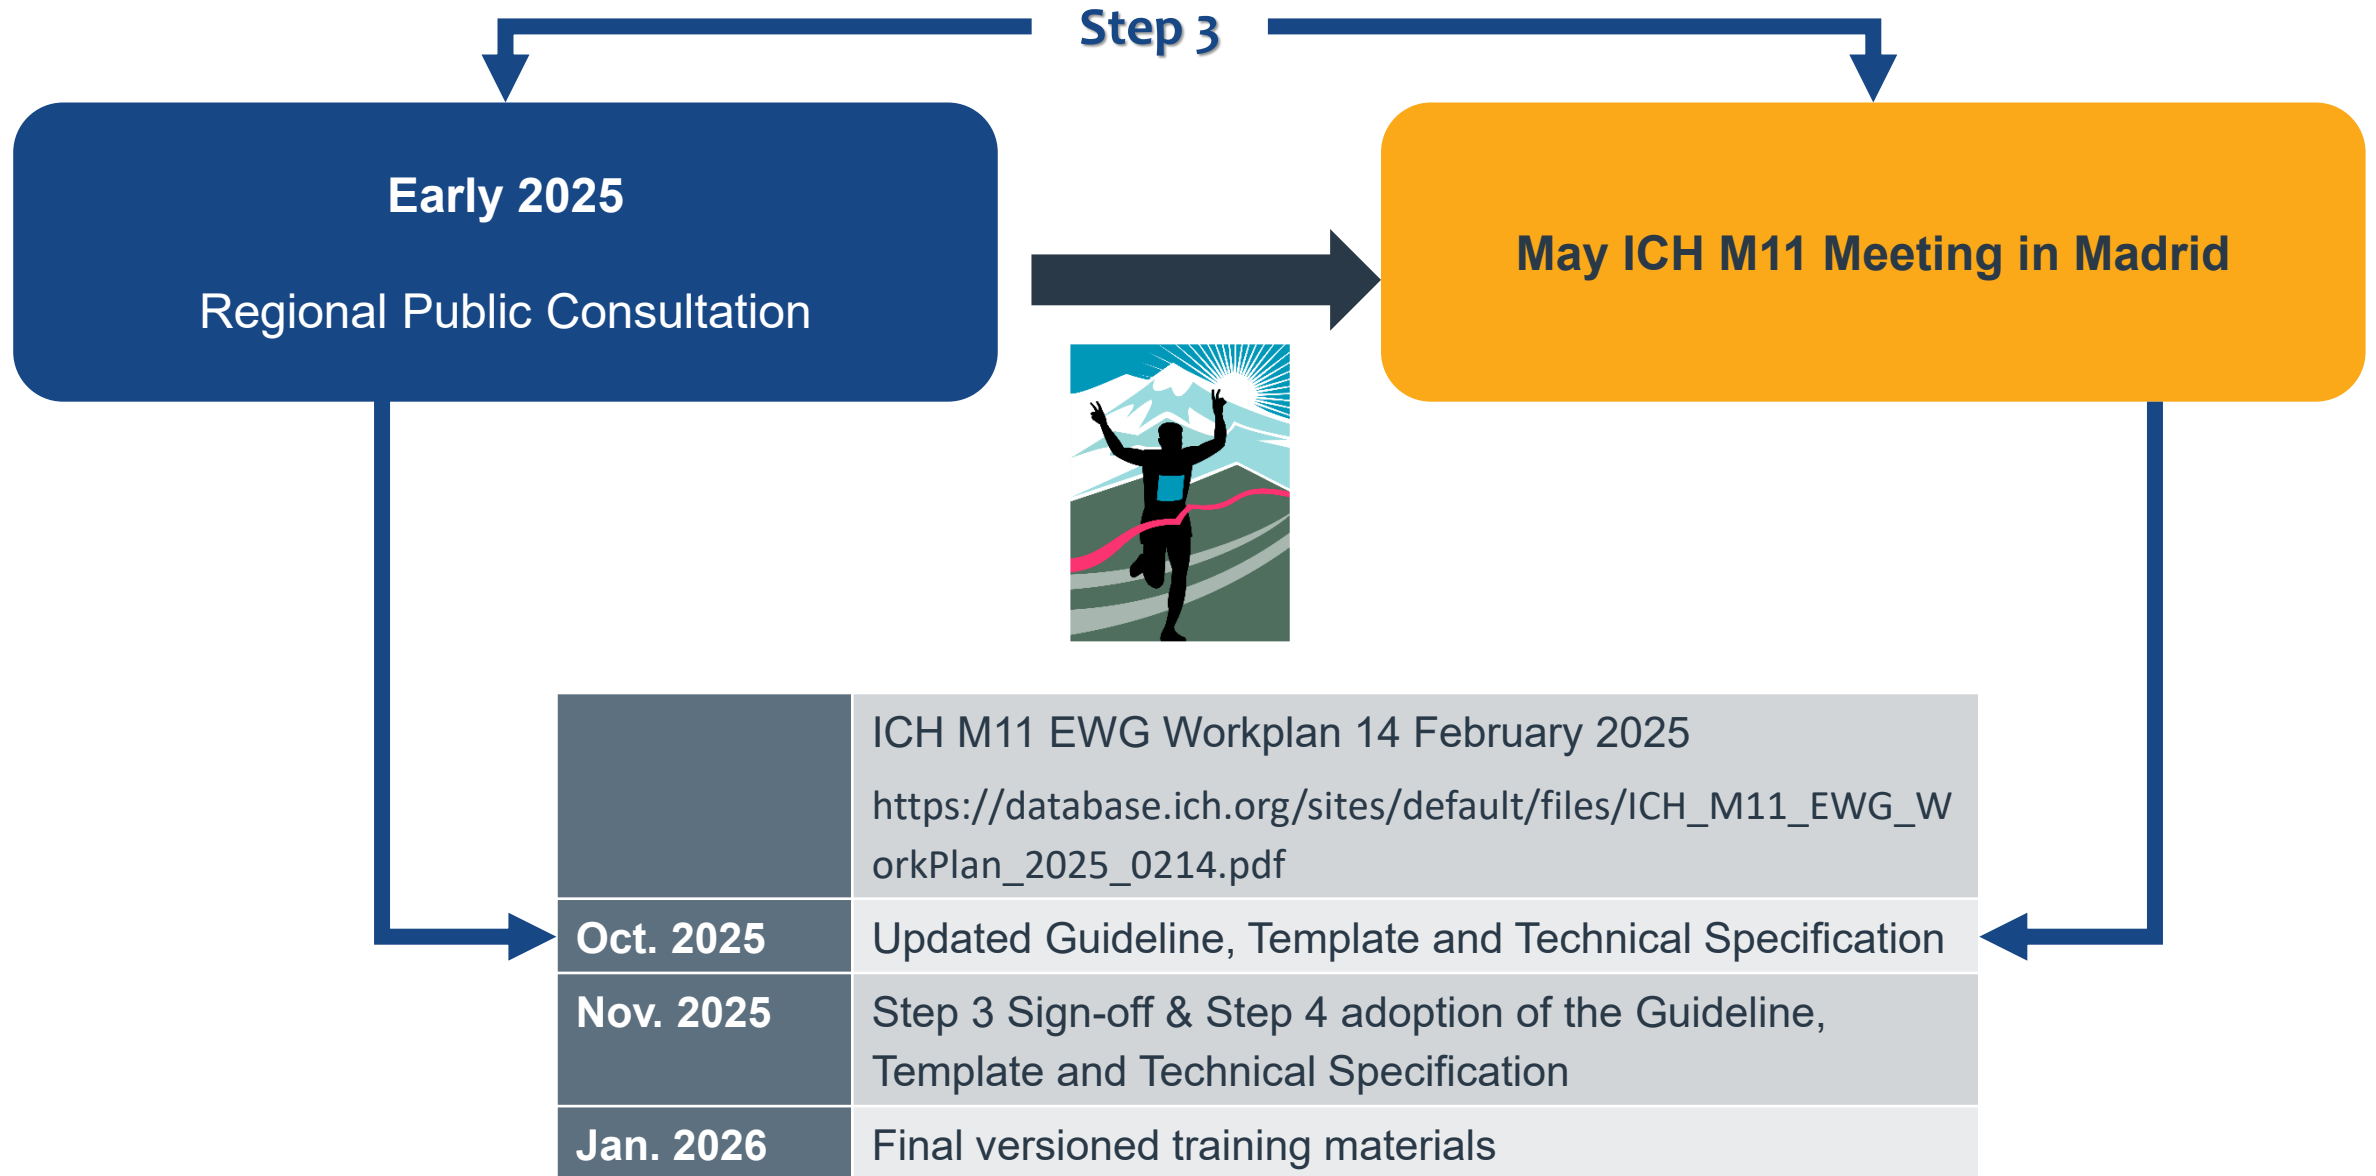 Step 3
Early 2025
Regional Public Consultation
May ICH M11 Meeting in Madrid
ICH M11 EWG Workplan 14 February 2025
https://database.ich.org/sites/default/files/ICH_M11_EWG_W
orkPlan_2025_0214.pdf
Oct. 2025 Updated Guideline, Template and Technical Specification
Nov. 2025 Step 3 Sign-off & Step 4 adoption of the Guideline,
Template and Technical Specification
Jan. 2026 Final versioned training materials